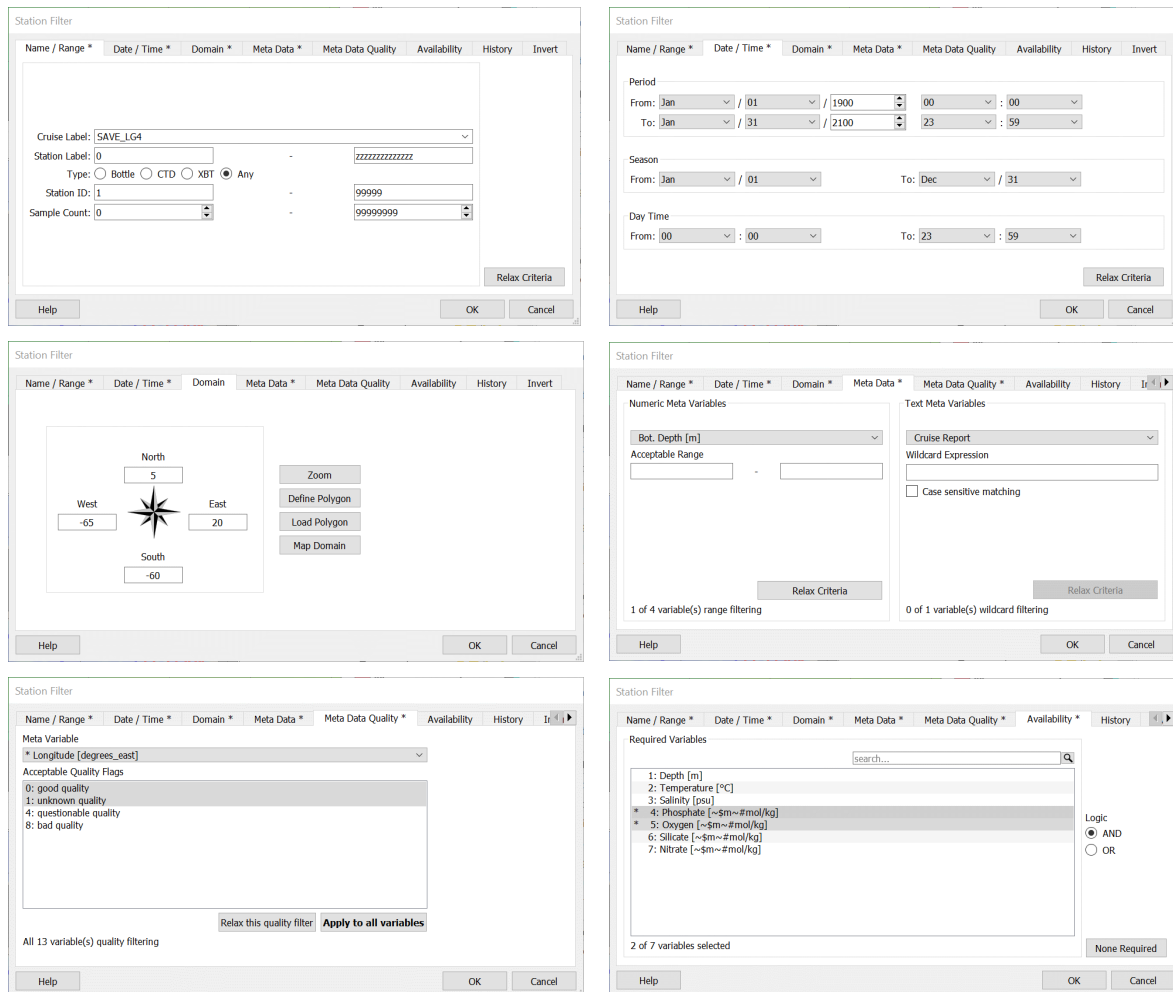 Station Filter
Name / Range * Date / Time * Domain * Meta Data * Meta Data Quality Availability History Invert
Cruise Label: SAVE_LG4
Station Label: 0 - zzzzzzzzzzzzzz
Type: Bottle CTD XBT Any
Station ID: 1 - 99999
Sample Count: 0 - 99999999
Relax Criteria
Help OK Cancel
Station Filter
Name / Range * Date / Time * Domain * Meta Data * Meta Data Quality Availability History Invert
Period
From: Jan / 01 / 1900 00 : 00
To: Jan / 31 / 2100 23 : 59
Season
From: Jan / 01 To: Dec / 31
Day Time
From: 00 : 00 To: 23 : 59
Relax Criteria
Help OK Cancel
Station Filter
Name / Range * Date / Time * Domain Meta Data * Meta Data Quality Availability History Invert
North
5
West East
-65 20
South
-60
Zoom
Define Polygon
Load Polygon
Map Domain
Help OK Cancel
Station Filter
Name / Range * Date / Time * Domain * Meta Data * Meta Data Quality * Availability History
Numeric Meta Variables
Bot. Depth [m]
Acceptable Range
-
Relax Criteria
1 of 4 variable(s) range filtering
Text Meta Variables
Cruise Report
Wildcard Expression
Case sensitive matching
Relax Criteria
0 of 1 variable(s) wildcard filtering
Help OK Cancel
Station Filter
Name / Range * Date / Time * Domain * Meta Data * Meta Data Quality * Availability History
Meta Variable
* Longitude [degrees_east]
Acceptable Quality Flags
0: good quality
1: unknown quality
4: questionable quality
8: bad quality
Relax this quality filter Apply to all variables
All 13 variable(s) quality filtering
Help OK Cancel
Station Filter
Name / Range * Date / Time * Domain * Meta Data * Meta Data Quality * Availability * History
Required Variables
search...
1: Depth [m]
2: Temperature [°C]
3: Salinity [psu]
* 4: Phosphate [~$m~#mol/kg]
* 5: Oxygen [~$m~#mol/kg]
6: Silicate [~$m~#mol/kg]
7: Nitrate [~$m~#mol/kg]
Logic
AND
OR
2 of 7 variables selected
None Required
Help OK Cancel